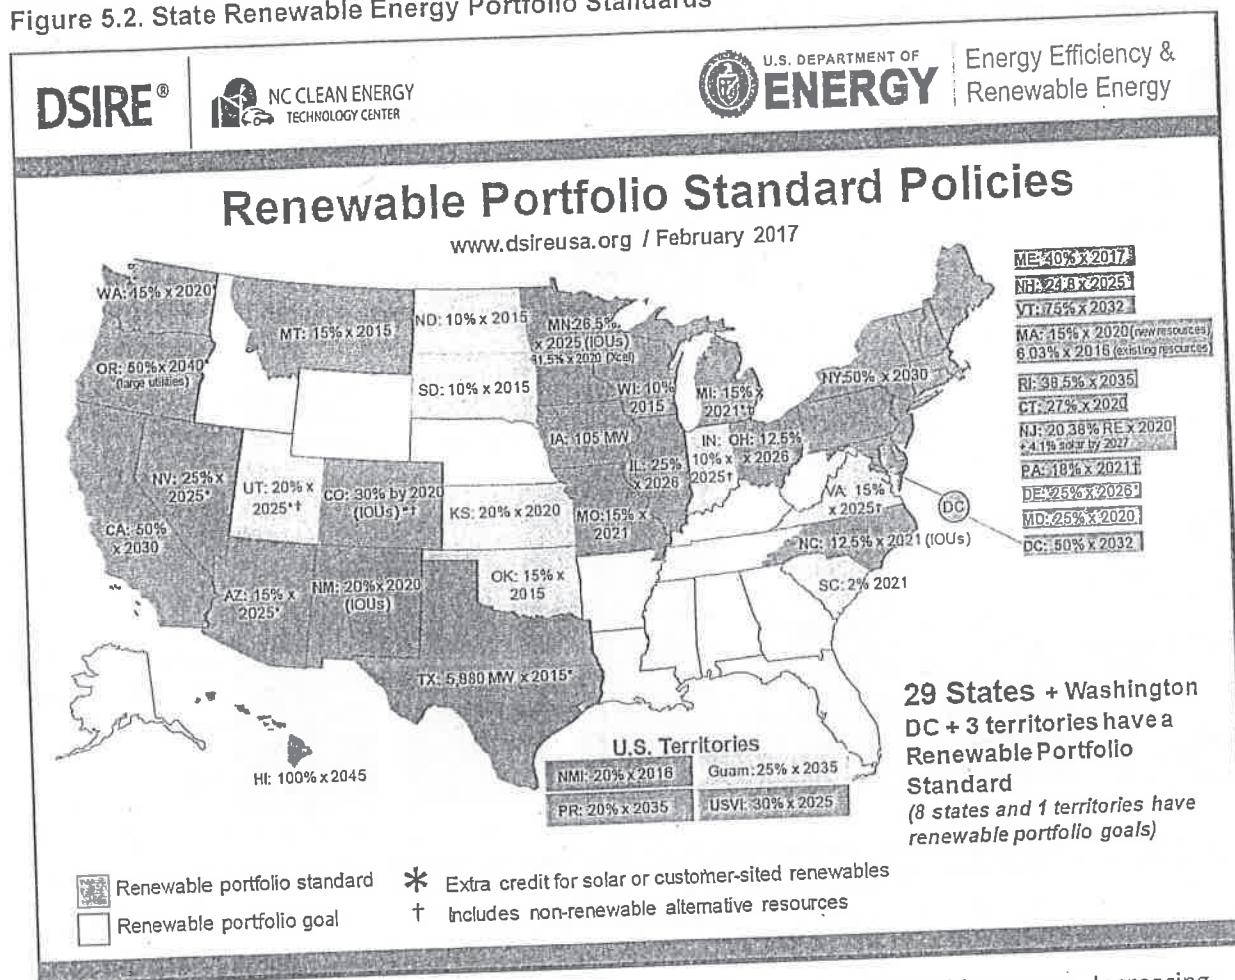 Figure 5.2. State Renewable Energy Portfolio Standards
DSIRE®
NC CLEAN ENERGY
TECHNOLOGY CENTER
U.S. DEPARTMENT OF
ENERGY
Energy Efficiency &
Renewable Energy
Renewable Portfolio Standard Policies
www.dsireusa.org / February 2017
WA: 15% x 2020*
OR: 50% x 2040*
(large utilities)
CA: 50%
x 2030
NV: 25% x
2025*
UT: 20% x
2025*†
AZ: 15% x
2025*
MT: 15% x 2015
CO: 30% by 2020
(IOUs) *†
NM: 20% x 2020
(IOUs)
ND: 10% x 2015
SD: 10% x 2015
KS: 20% x 2020
OK: 15% x
2015
TX: 5,880 MW x 2015*
MN:26.5%
x 2025 (IOUs)
31.5% x 2020 (Xcel)
IA: 105 MW
MO:15% x
2021
WI: 10%
2015
IL: 25%
x 2026
MI: 15% x
2021*†
IN:
10% x
2025†
OH: 12.5%
x 2026
NY:50% x 2030
VA: 15%
x 2025†
NC: 12.5% x 2021 (IOUs)
SC: 2% 2021
DC
ME: 40% x 2017
NH: 24.8 x 2025
VT: 75% x 2032
MA: 15% x 2020(new resources)
6.03% x 2016 (existing resources)
RI: 38.5% x 2035
CT: 27% x 2020
NJ: 20.38% RE x 2020
+ 4.1% solar by 2027
PA: 18% x 2021†
DE: 25% x 2026*
MD: 25% x 2020
DC: 50% x 2032
HI: 100% x 2045
U.S. Territories
NMI: 20% x 2016
Guam: 25% x 2035
PR: 20% x 2035
USVI: 30% x 2025
29 States + Washington
DC + 3 territories have a
Renewable Portfolio
Standard
(8 states and 1 territories have
renewable portfolio goals)
Renewable portfolio standard
Renewable portfolio goal
* Extra credit for solar or customer-sited renewables
† Includes non-renewable alternative resources